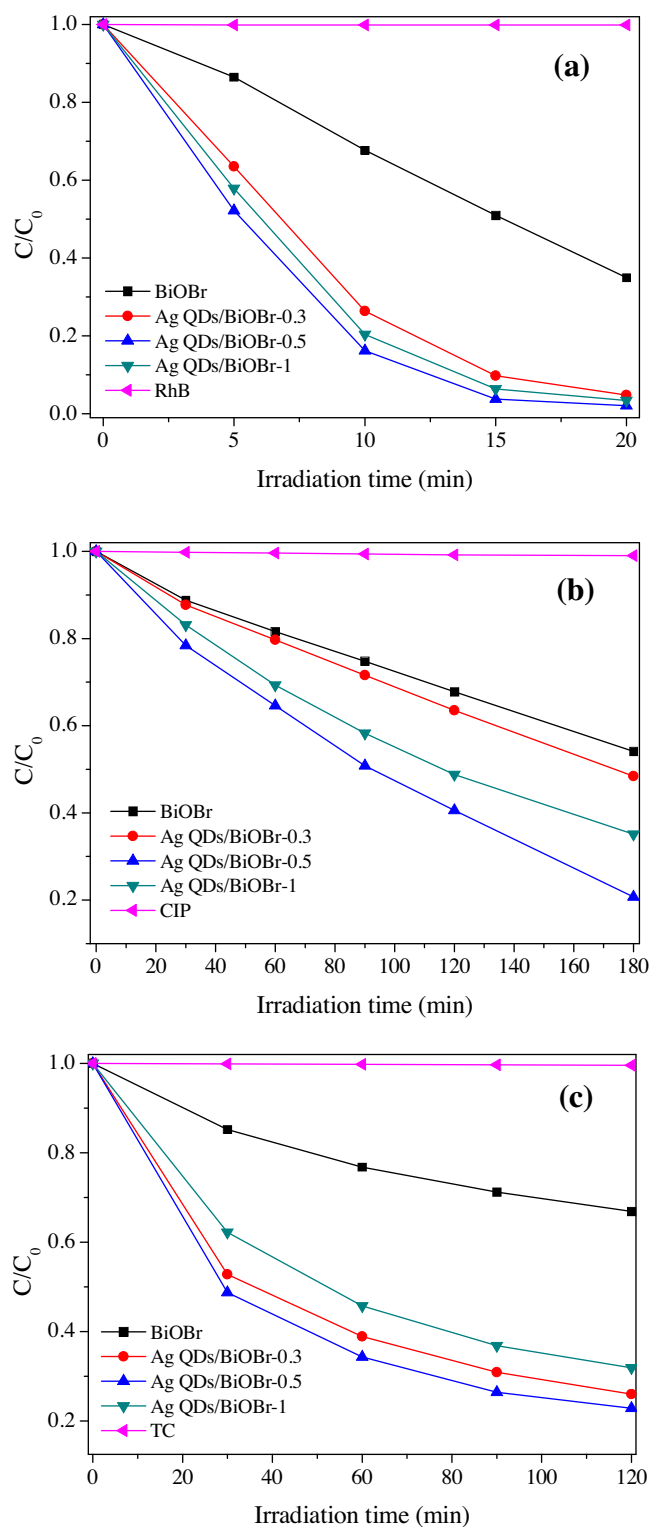 (a)
1.0
0.8
0.6
0.4
0.2
0.0
C/C₀
BiOBr
Ag QDs/BiOBr-0.3
Ag QDs/BiOBr-0.5
Ag QDs/BiOBr-1
RhB
0 5 10 15 20
Irradiation time (min)
(b)
1.0
0.8
0.6
0.4
0.2
C/C₀
BiOBr
Ag QDs/BiOBr-0.3
Ag QDs/BiOBr-0.5
Ag QDs/BiOBr-1
CIP
0 20 40 60 80 100 120 140 160 180
Irradiation time (min)
(c)
1.0
0.8
0.6
0.4
0.2
C/C₀
BiOBr
Ag QDs/BiOBr-0.3
Ag QDs/BiOBr-0.5
Ag QDs/BiOBr-1
TC
0 20 40 60 80 100 120
Irradiation time (min)